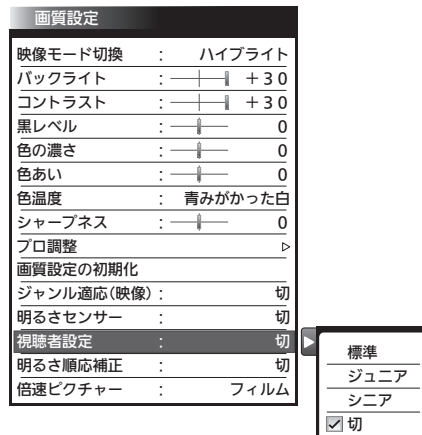 画質設定
映像モード切換 : ハイブライト
バックライト : +30
コントラスト : +30
黒レベル : 0
色の濃さ : 0
色あい : 0
色温度 : 青みがかった白
シャープネス : 0
プロ調整
画質設定の初期化
ジャンル適応(映像) : 切
明るさセンサー : 切
視聴者設定 : 切
明るさ順応補正 : 切
倍速ピクチャー : フィルム
標準
ジュニア
シニア
切